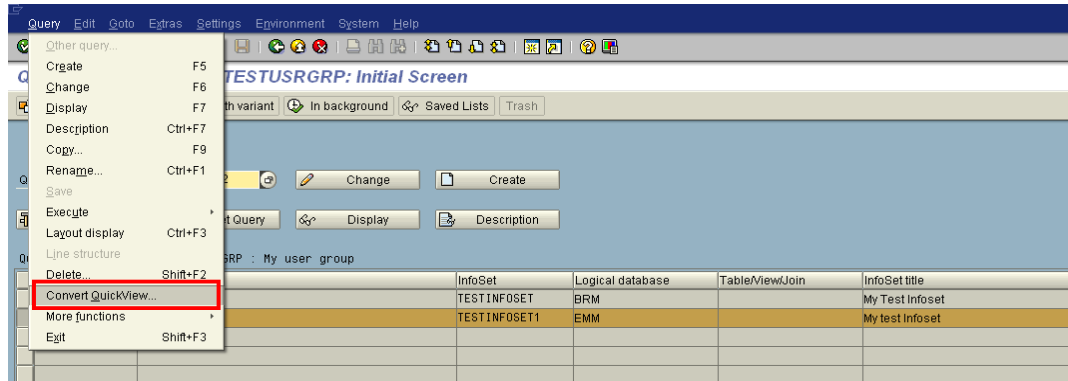 Query Edit Goto Extras Settings Environment System Help
Other query...
Create F5
Change F6
Display F7
Description Ctrl+F7
Copy... F9
Rename... Ctrl+F1
Save
Execute
Layout display Ctrl+F3
Line structure
Delete... Shift+F2
Convert QuickView...
More functions
Exit Shift+F3
TESTUSRGRP: Initial Screen
th variant In background Saved Lists Trash
2 Change Create
t Query Display Description
GRP : My user group
InfoSet Logical database Table/View/Join InfoSet title
TESTINFOSET BRM My Test Infoset
TESTINFOSET1 EMM My test Infoset